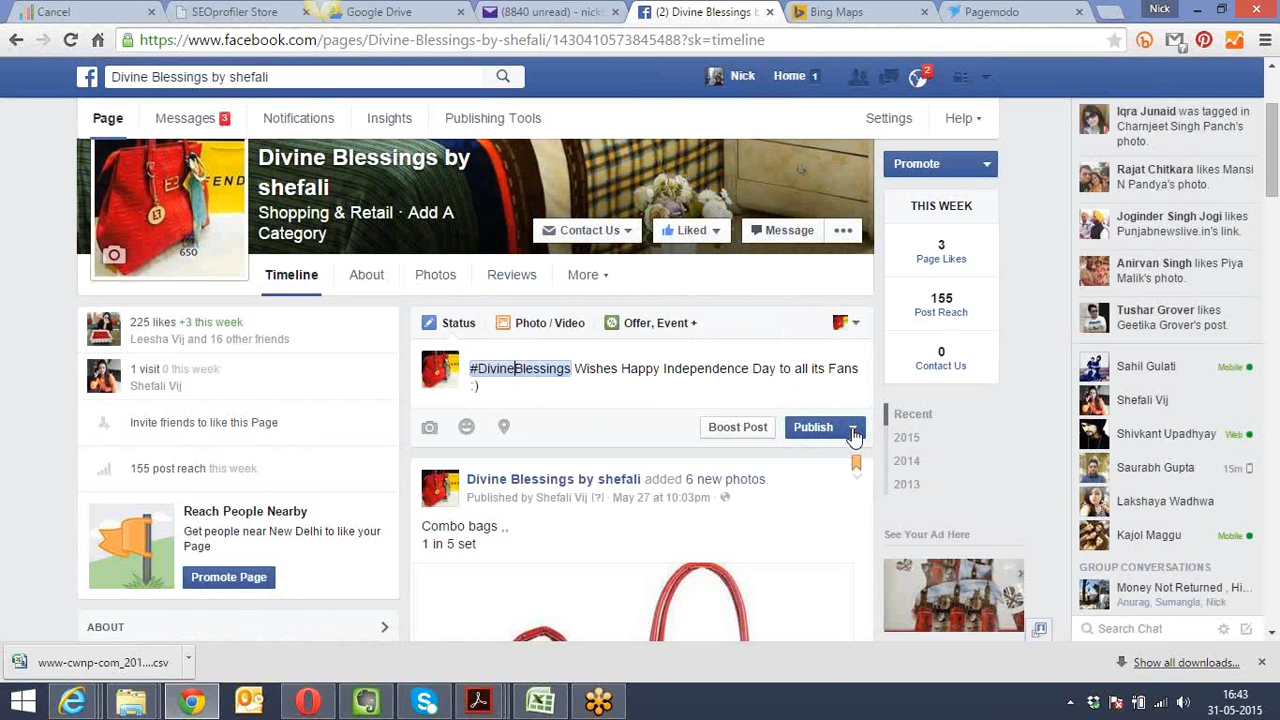 Cancel
SEOprofiler Store
Google Drive
(8840 unread) - nickb
(2) Divine Blessings b
Bing Maps
Pagemodo
Nick
https://www.facebook.com/pages/Divine-Blessings-by-shefali/1430410573845488?sk=timeline
Divine Blessings by shefali
Nick
Home 1
2
Page
Messages 3
Notifications
Insights
Publishing Tools
Settings
Help
Divine Blessings by
shefali
Shopping & Retail · Add A
Category
650
Contact Us
Liked
Message
Timeline
About
Photos
Reviews
More
Promote
THIS WEEK
3
Page Likes
155
Post Reach
0
Contact Us
225 likes +3 this week
Leesha Vij and 16 other friends
1 visit 0 this week
Shefali Vij
Invite friends to like this Page
155 post reach this week
Reach People Nearby
Get people near New Delhi to like your
Page
Promote Page
ABOUT
Status
Photo / Video
Offer, Event +
#DivineBlessings Wishes Happy Independence Day to all its Fans
:)
Boost Post
Publish
Divine Blessings by shefali added 6 new photos.
Published by Shefali Vij [?] · May 27 at 10:03pm ·
Combo bags ,,
1 in 5 set
Recent
2015
2014
2013
See Your Ad Here
Iqra Junaid was tagged in
Charnjeet Singh Panch's
photo.
Rajat Chitkara likes Mansi
N Pandya's photo.
Joginder Singh Jogi likes
Punjabnewslive.in's link.
Anirvan Singh likes Piya
Malik's photo.
Tushar Grover likes
Geetika Grover's post.
Sahil Gulati Mobile
Shefali Vij
Shivkant Upadhyay Web
Saurabh Gupta 15m
Lakshaya Wadhwa
Kajol Maggu Mobile
GROUP CONVERSATIONS
Money Not Returned , Hi...
Anurag, Sumangla, Nick
Search Chat
www-cwnp-com_201....csv
Show all downloads...
16:43
31-05-2015